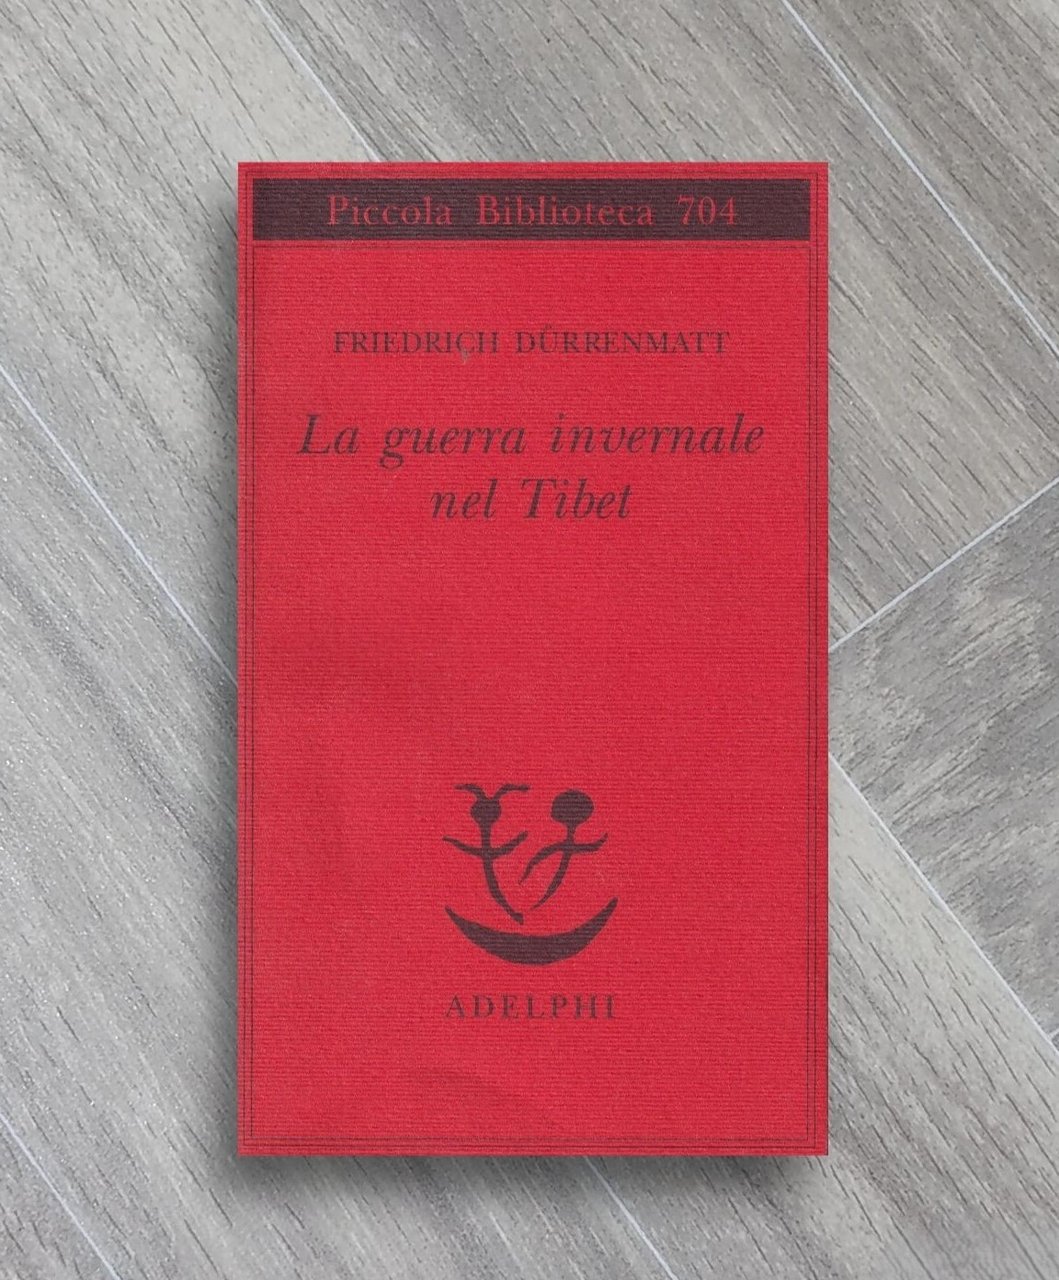 Piccola Biblioteca 704
FRIEDRICH DÜRRENMATT
La guerra invernale
nel Tibet
ADELPHI